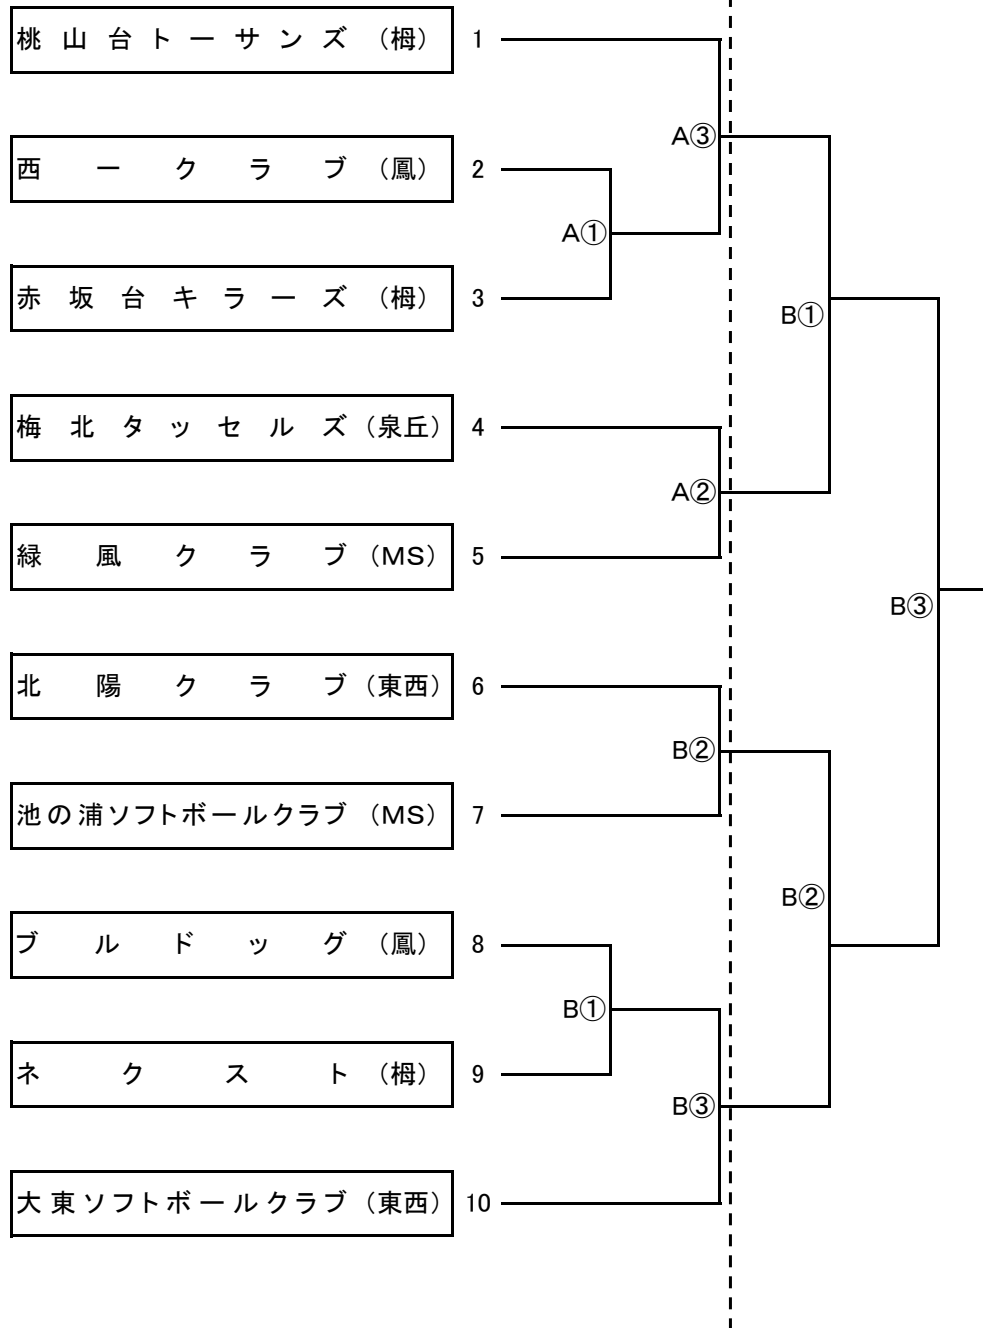 桃山台トーサンズ（栂） 1
A③
西一クラブ（鳳） 2
A①
赤坂台キラーズ（栂） 3
B①
梅北タッセルズ（泉丘） 4
A②
緑風クラブ（MS） 5
B③
北陽クラブ（東西） 6
B②
池の浦ソフトボールクラブ（MS） 7
B②
ブルドッグ（鳳） 8
B①
ネクスト（栂） 9
B③
大東ソフトボールクラブ（東西） 10